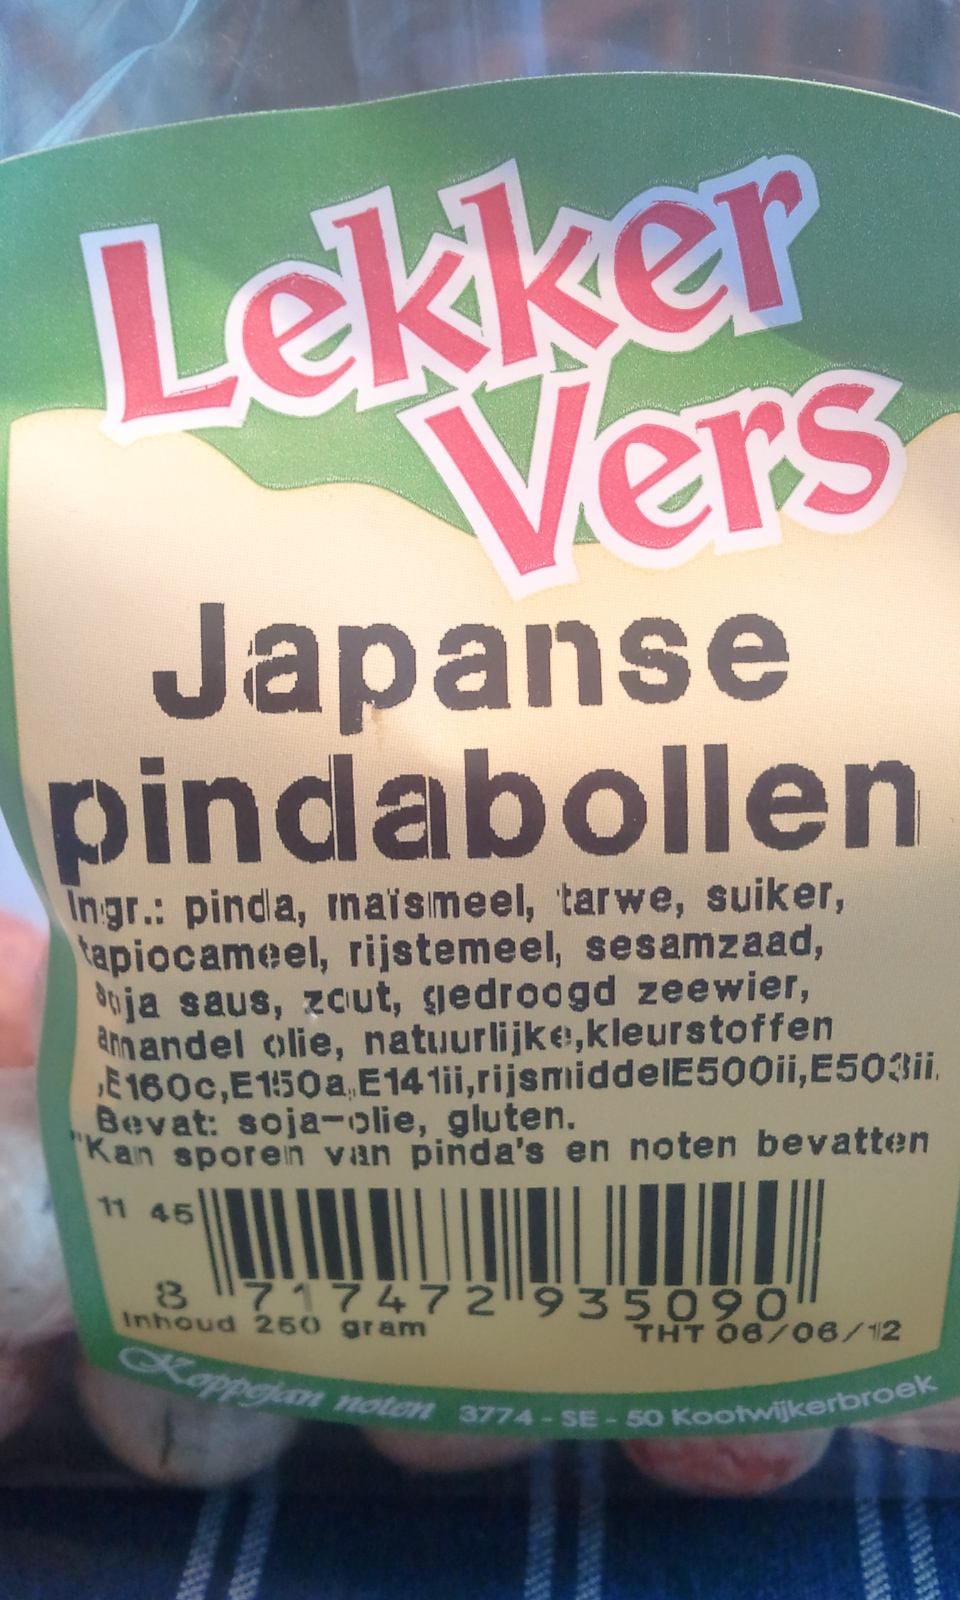 Lekker
Vers
Japanse
pindabollen
Ingr.: pinda, maïsmeel, tarwe, suiker,
tapiocameel, rijstemeel, sesamzaad,
soja saus, zout, gedroogd zeewier,
amandel olie, natuurlijke,kleurstoffen
,E160c,E150a,E141ii,rijsmiddelE500ii,E503ii.
Bevat: soja-olie, gluten.
"Kan sporen van pinda's en noten bevatten
11 45
8 717472 935090
Inhoud 250 gram THT 06/06/12
Koppejan noten 3774 - SE - 50 Kootwijkerbroek